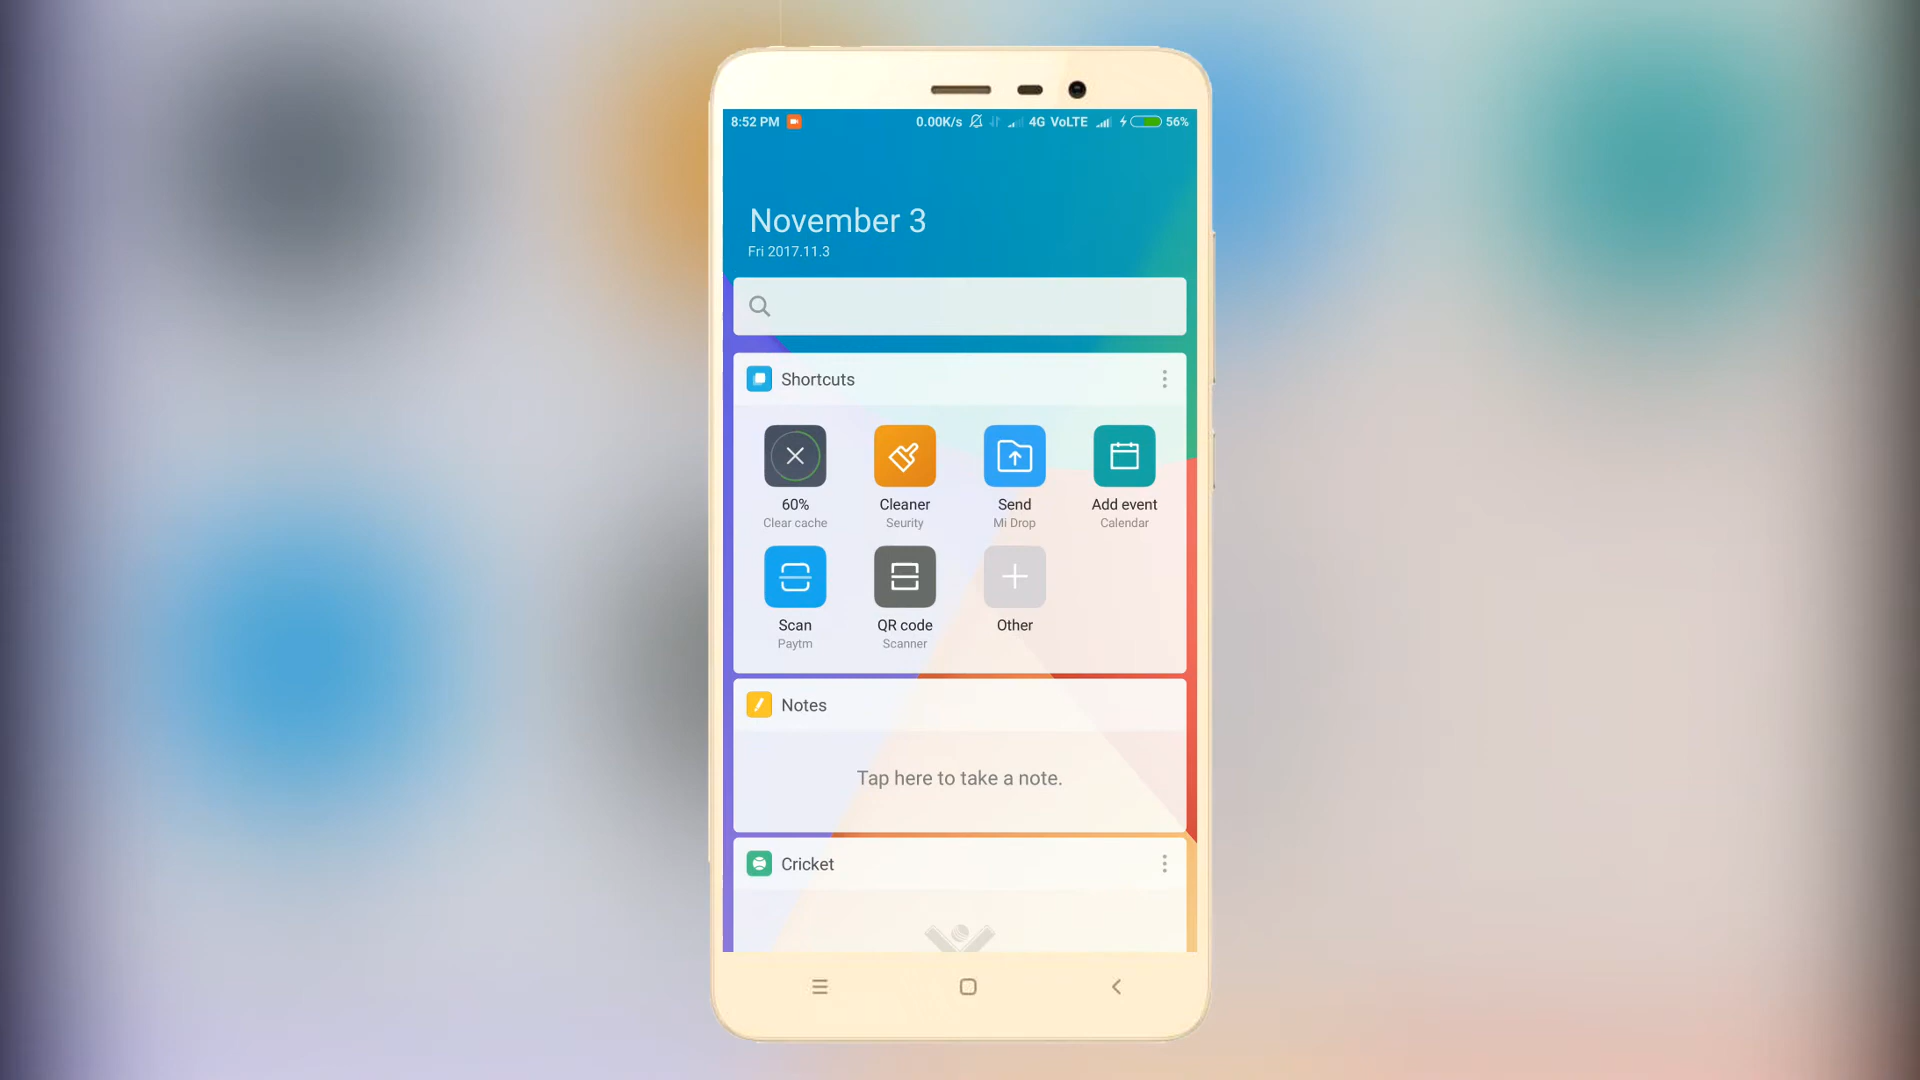 8:52 PM 0.00K/s 4G VoLTE 56%
November 3
Fri 2017.11.3
Shortcuts
60% Cleaner Send Add event
Clear cache Seurity Mi Drop Calendar
Scan QR code Other
Paytm Scanner
Notes
Tap here to take a note.
Cricket